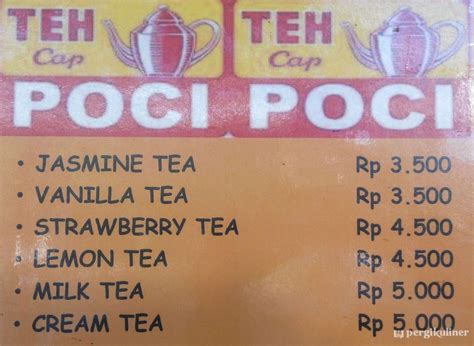 TEH TEH
Cap Cap
POCI POCI
• JASMINE TEA Rp 3.500
• VANILLA TEA Rp 3.500
• STRAWBERRY TEA Rp 4.500
• LEMON TEA Rp 4.500
• MILK TEA Rp 5.000
• CREAM TEA Rp 5.000
pergikuliner